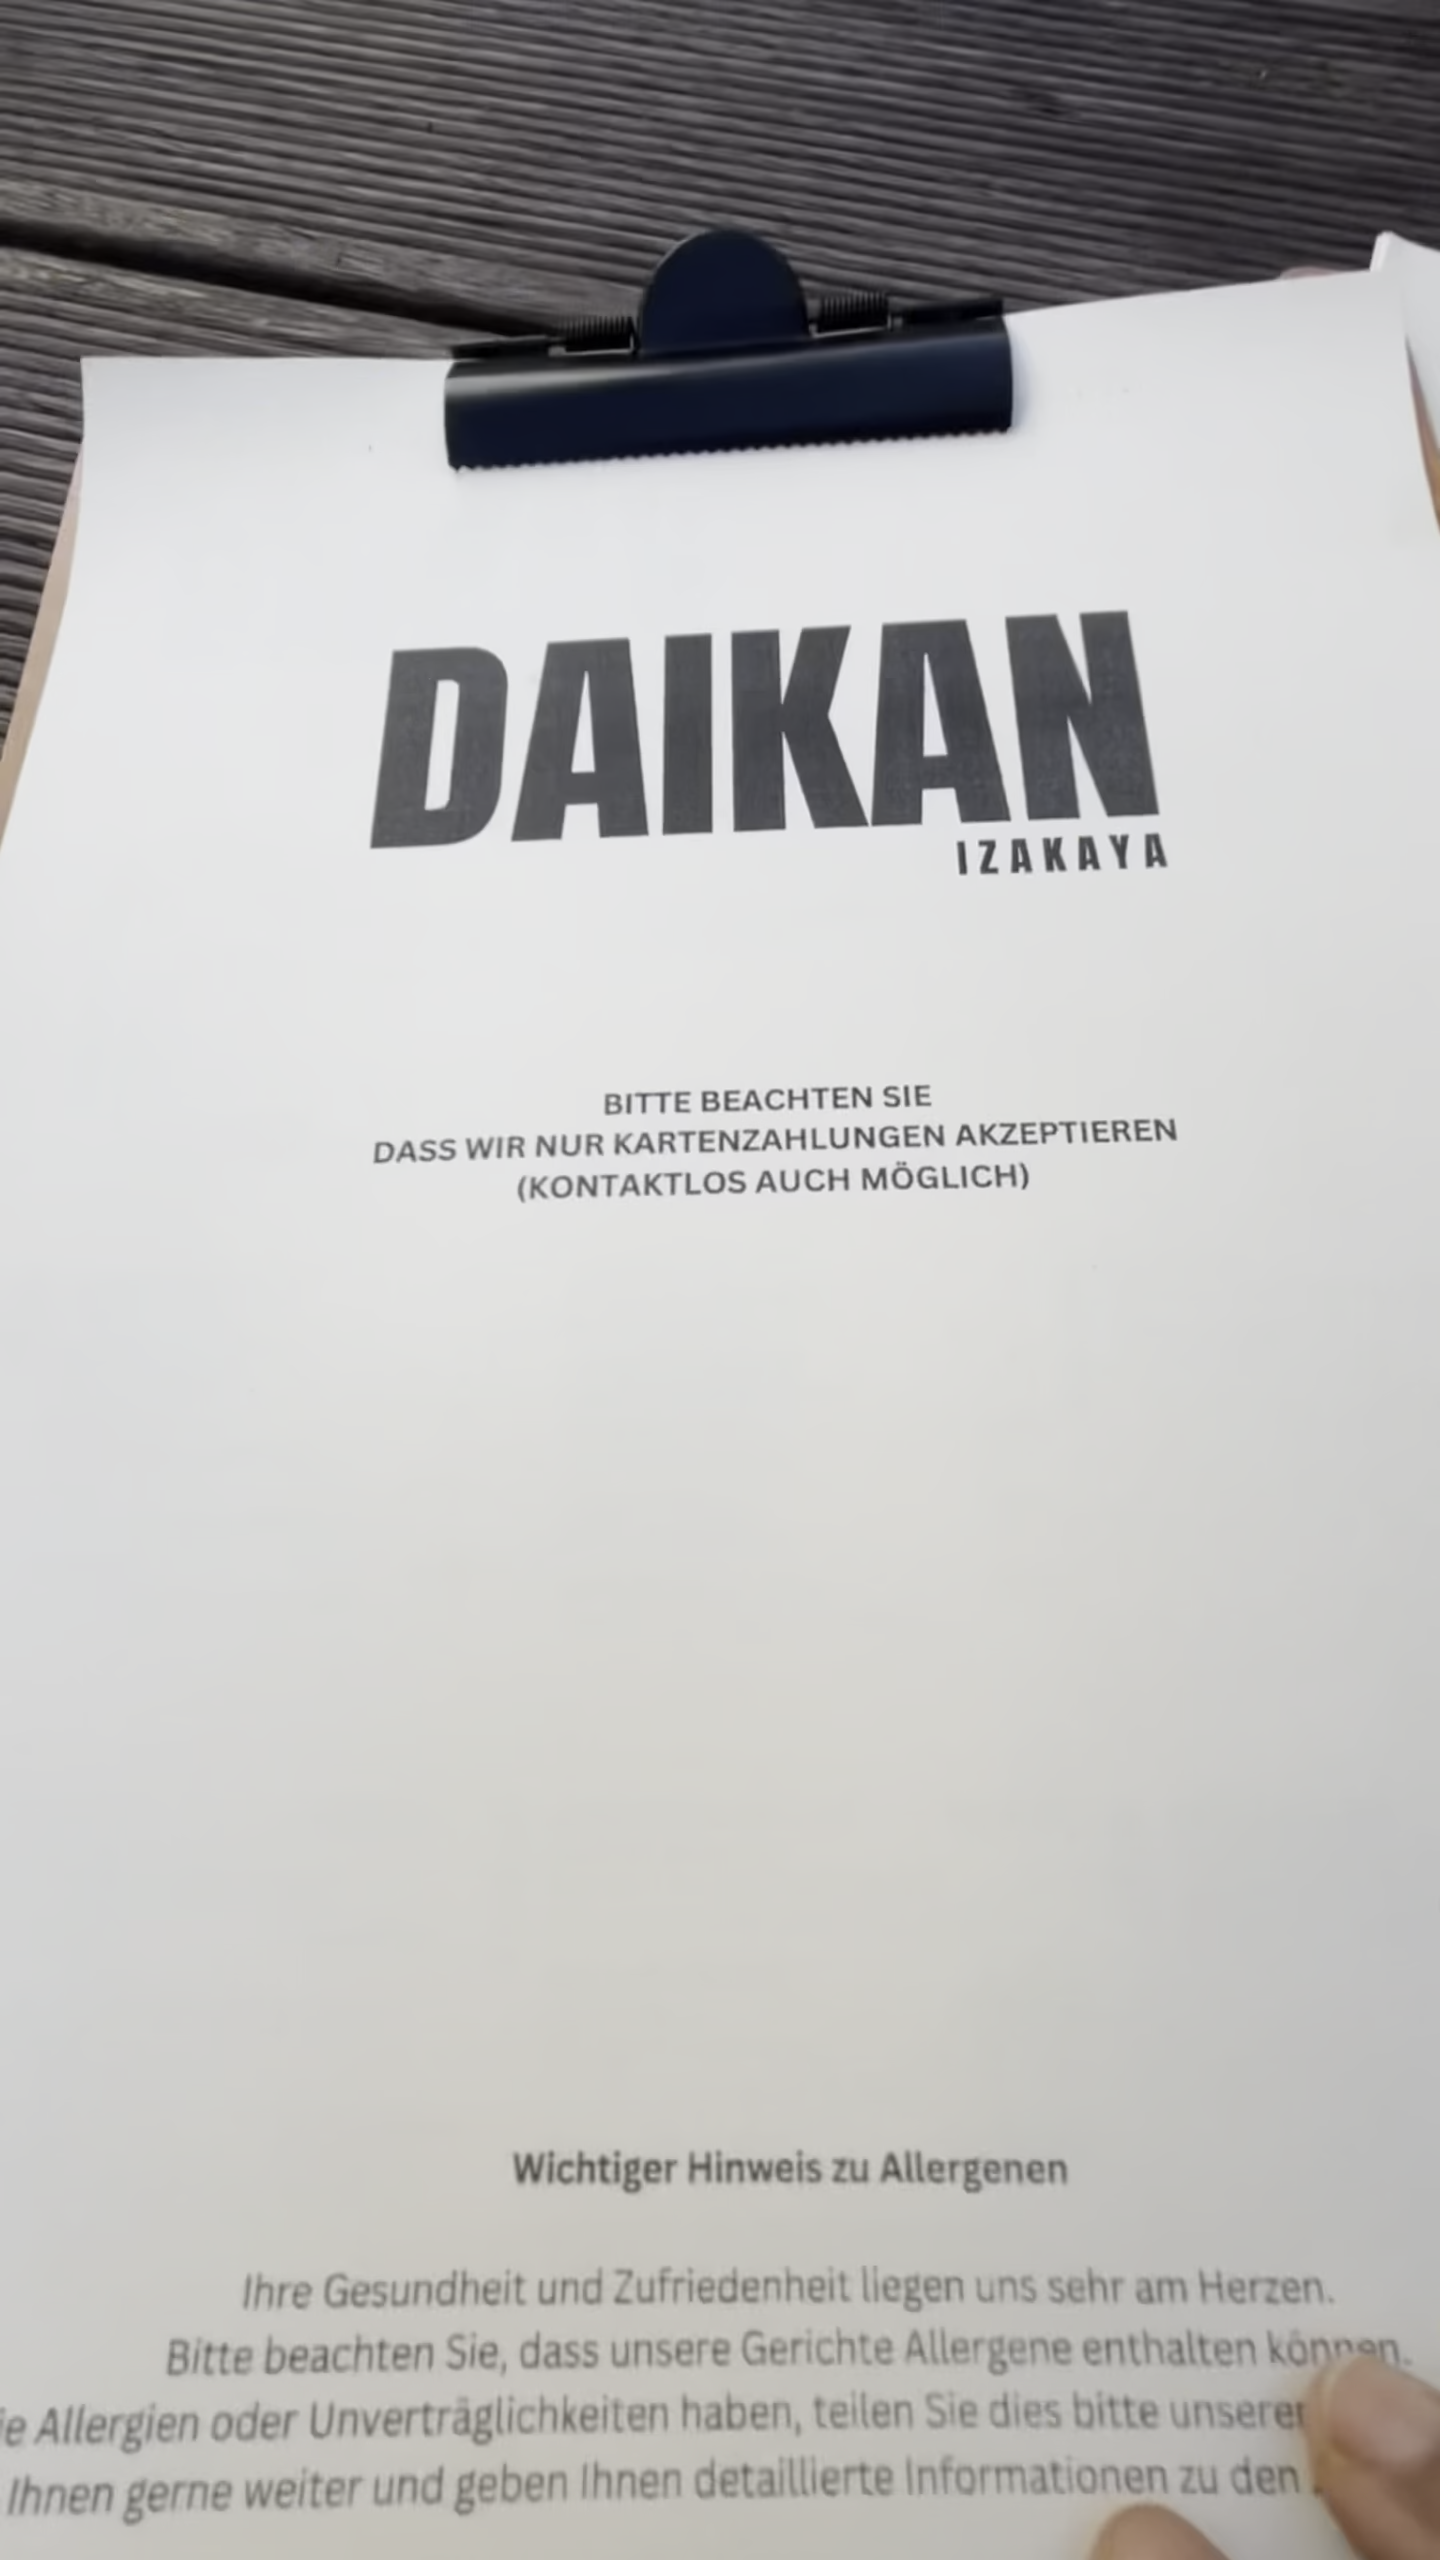 DAIKAN
IZAKAYA
BITTE BEACHTEN SIE
DASS WIR NUR KARTENZAHLUNGEN AKZEPTIEREN
(KONTAKTLOS AUCH MÖGLICH)
Wichtiger Hinweis zu Allergenen
Ihre Gesundheit und Zufriedenheit liegen uns sehr am Herzen.
Bitte beachten Sie, dass unsere Gerichte Allergene enthalten können.
Allergien oder Unverträglichkeiten haben, teilen Sie dies bitte
Ihnen gerne weiter und geben Ihnen detaillierte Informationen zu den